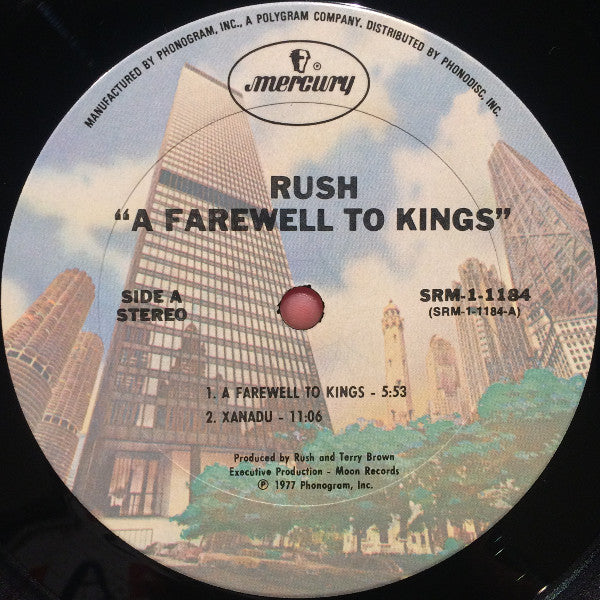 MANUFACTURED BY PHONOGRAM, INC., A POLYGRAM COMPANY. DISTRIBUTED BY PHONODISC, INC.
®
mercury
RUSH
"A FAREWELL TO KINGS"
SIDE A
STEREO
SRM-1-1184
(SRM-1-1184-A)
1. A FAREWELL TO KINGS - 5:53
2. XANADU - 11:06
Produced by Rush and Terry Brown
Executive Production - Moon Records
℗ 1977 Phonogram, Inc.